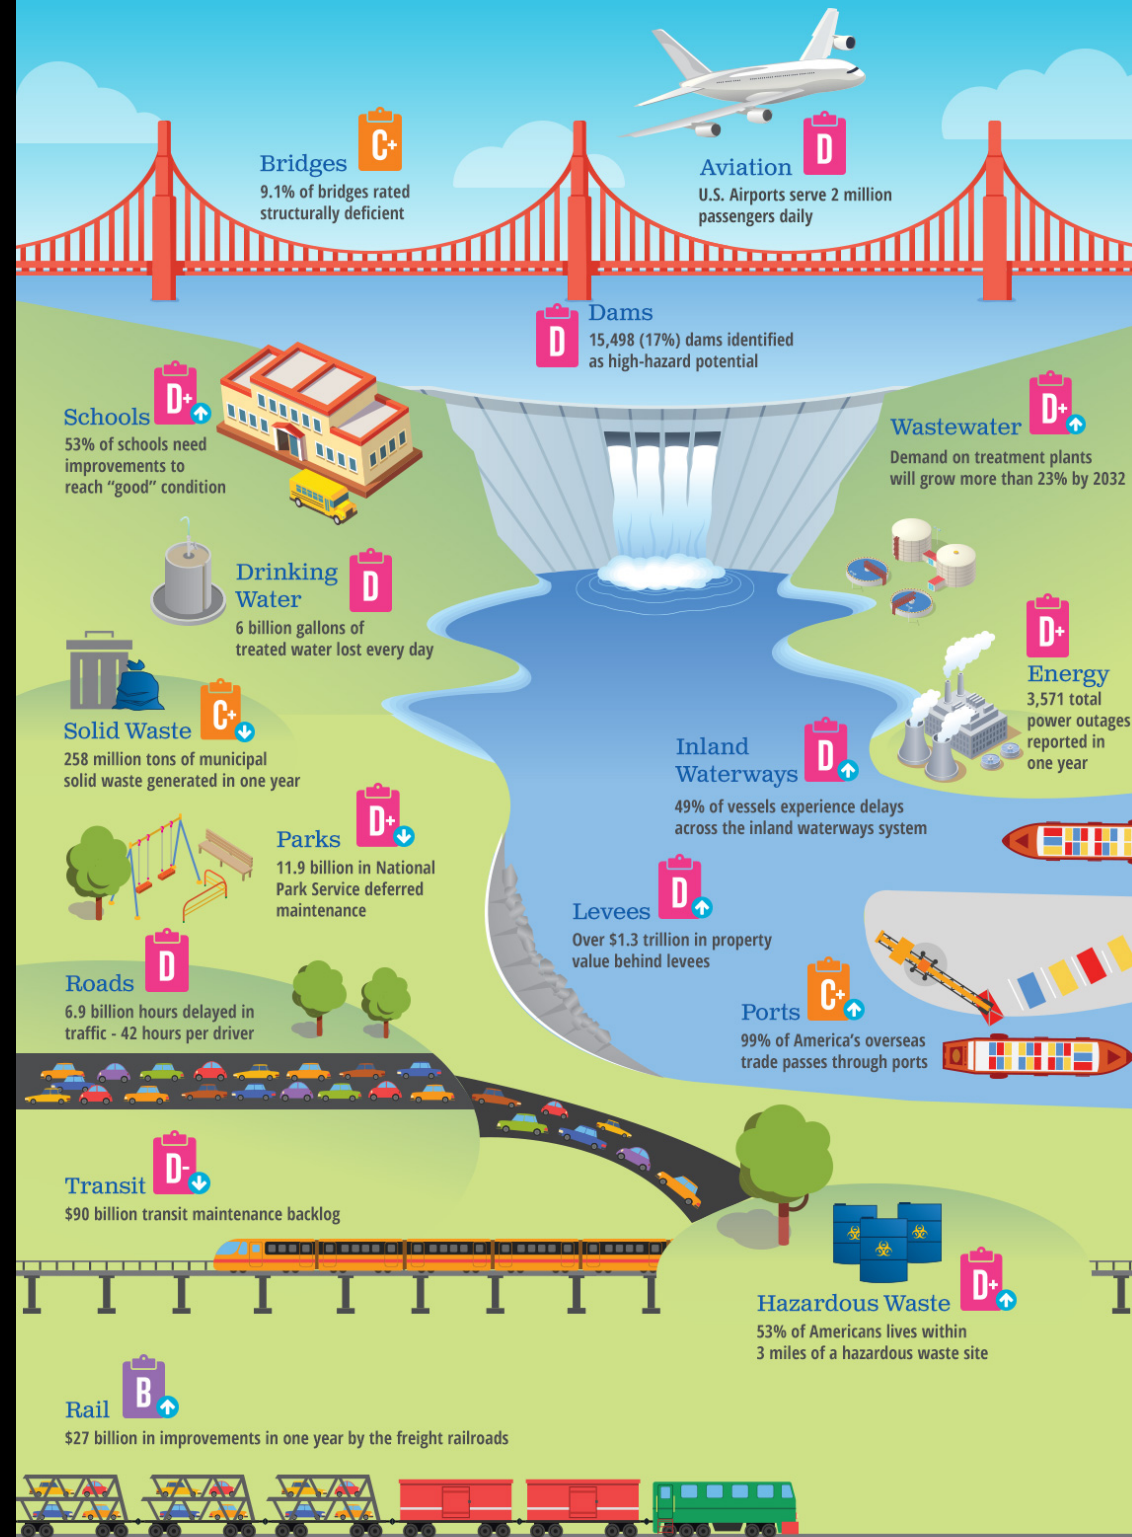 Bridges
C+
9.1% of bridges rated
structurally deficient
Aviation
D
U.S. Airports serve 2 million
passengers daily
D
Dams
15,498 (17%) dams identified
as high-hazard potential
Schools
D+
53% of schools need
improvements to
reach “good” condition
Wastewater
D+
Demand on treatment plants
will grow more than 23% by 2032
Drinking
Water
D
6 billion gallons of
treated water lost every day
D+
Energy
3,571 total
power outages
reported in
one year
Solid Waste
C+
258 million tons of municipal
solid waste generated in one year
Inland
Waterways
D
49% of vessels experience delays
across the inland waterways system
Parks
D+
11.9 billion in National
Park Service deferred
maintenance
Levees
D
Over $1.3 trillion in property
value behind levees
Roads
D
6.9 billion hours delayed in
traffic - 42 hours per driver
Ports
C+
99% of America’s overseas
trade passes through ports
Transit
D-
$90 billion transit maintenance backlog
Hazardous Waste
D+
53% of Americans lives within
3 miles of a hazardous waste site
Rail
B
$27 billion in improvements in one year by the freight railroads